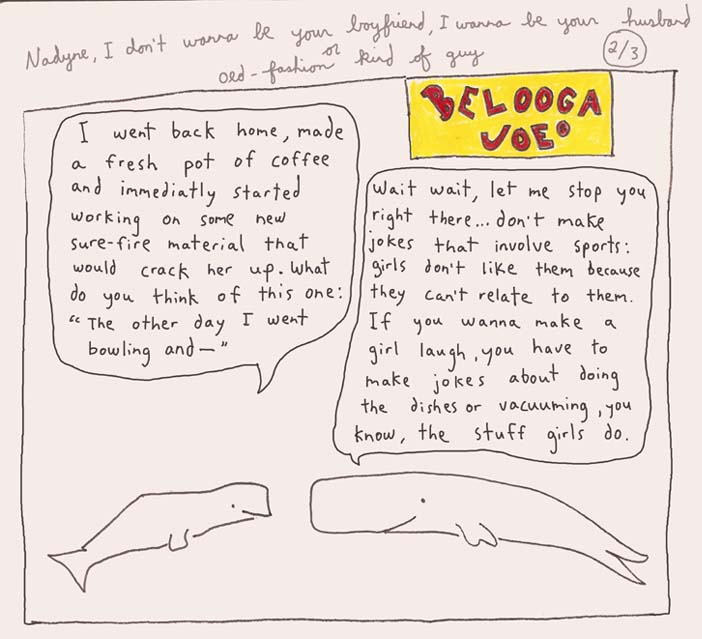 Nadyne, I don't wanna be your boyfriend, I wanna be your husband
or
old-fashion kind of guy
2/3
BELOOGA
JOE
I went back home, made
a fresh pot of coffee
and immediatly started
working on some new
sure-fire material that
would crack her up. What
do you think of this one:
"The other day I went
bowling and—"
Wait wait, let me stop you
right there... don't make
jokes that involve sports:
girls don't like them because
they can't relate to them.
If you wanna make a
girl laugh, you have to
make jokes about doing
the dishes or vacuuming, you
know, the stuff girls do.